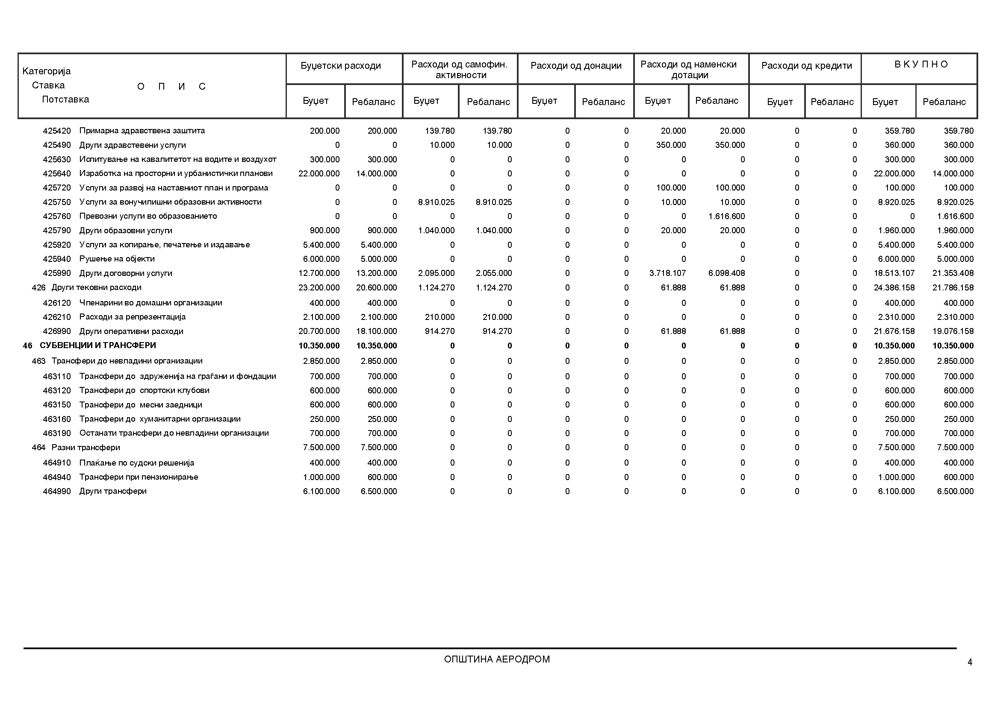 Категорија
Ставка
Потставка
О П И С
Буџетски расходи
Расходи од самофин. активности
Расходи од донации
Расходи од наменски дотации
Расходи од кредити
В К У П Н О
Буџет Ребаланс Буџет Ребаланс Буџет Ребаланс Буџет Ребаланс Буџет Ребаланс Буџет Ребаланс
425420 Примарна здравствена заштита 200.000 200.000 139.780 139.780 0 0 20.000 20.000 0 0 359.780 359.780
425490 Други здравстевени услуги 0 0 10.000 10.000 0 0 350.000 350.000 0 0 360.000 360.000
425630 Испитување на кавалитетот на водите и воздухот 300.000 300.000 0 0 0 0 0 0 0 0 300.000 300.000
425640 Изработка на просторни и урбанистички планови 22.000.000 14.000.000 0 0 0 0 0 0 0 0 22.000.000 14.000.000
425720 Услуги за развој на наставниот план и програма 0 0 0 0 0 0 100.000 100.000 0 0 100.000 100.000
425750 Услуги за вонучилишни образовни активности 0 0 8.910.025 8.910.025 0 0 10.000 10.000 0 0 8.920.025 8.920.025
425760 Превозни услуги во образованието 0 0 0 0 0 0 0 1.616.600 0 0 0 1.616.600
425790 Други образовни услуги 900.000 900.000 1.040.000 1.040.000 0 0 20.000 20.000 0 0 1.960.000 1.960.000
425920 Услуги за копирање, печатење и издавање 5.400.000 5.400.000 0 0 0 0 0 0 0 0 5.400.000 5.400.000
425940 Рушење на објекти 6.000.000 5.000.000 0 0 0 0 0 0 0 0 6.000.000 5.000.000
425990 Други договорни услуги 12.700.000 13.200.000 2.095.000 2.055.000 0 0 3.718.107 6.098.408 0 0 18.513.107 21.353.408
426 Други тековни расходи 23.200.000 20.600.000 1.124.270 1.124.270 0 0 61.888 61.888 0 0 24.386.158 21.786.158
426120 Членарини во домашни организации 400.000 400.000 0 0 0 0 0 0 0 0 400.000 400.000
426210 Расходи за репрезентација 2.100.000 2.100.000 210.000 210.000 0 0 0 0 0 0 2.310.000 2.310.000
426990 Други оперативни расходи 20.700.000 18.100.000 914.270 914.270 0 0 61.888 61.888 0 0 21.676.158 19.076.158
46 СУБВЕНЦИИ И ТРАНСФЕРИ 10.350.000 10.350.000 0 0 0 0 0 0 0 0 10.350.000 10.350.000
463 Трансфери до невладини организации 2.850.000 2.850.000 0 0 0 0 0 0 0 0 2.850.000 2.850.000
463110 Трансфери до здруженија на граѓани и фондации 700.000 700.000 0 0 0 0 0 0 0 0 700.000 700.000
463120 Трансфери до спортски клубови 600.000 600.000 0 0 0 0 0 0 0 0 600.000 600.000
463150 Трансфери до месни заедници 600.000 600.000 0 0 0 0 0 0 0 0 600.000 600.000
463160 Трансфери до хуманитарни организации 250.000 250.000 0 0 0 0 0 0 0 0 250.000 250.000
463190 Останати трансфери до невладини организации 700.000 700.000 0 0 0 0 0 0 0 0 700.000 700.000
464 Разни трансфери 7.500.000 7.500.000 0 0 0 0 0 0 0 0 7.500.000 7.500.000
464910 Плаќање по судски решенија 400.000 400.000 0 0 0 0 0 0 0 0 400.000 400.000
464940 Трансфери при пензионирање 1.000.000 600.000 0 0 0 0 0 0 0 0 1.000.000 600.000
464990 Други трансфери 6.100.000 6.500.000 0 0 0 0 0 0 0 0 6.100.000 6.500.000
ОПШТИНА АЕРОДРОМ
4